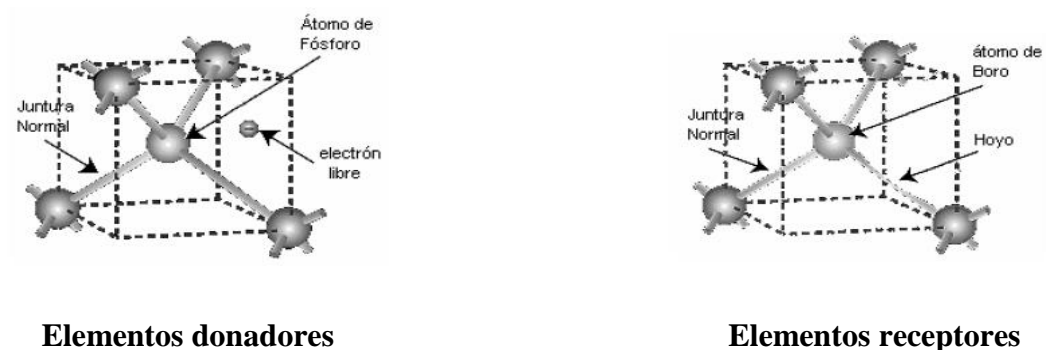 Átomo de
Fósforo
Juntura
Normal
electrón
libre
átomo de
Boro
Juntura
Normal
Hoyo
Elementos donadores
Elementos receptores